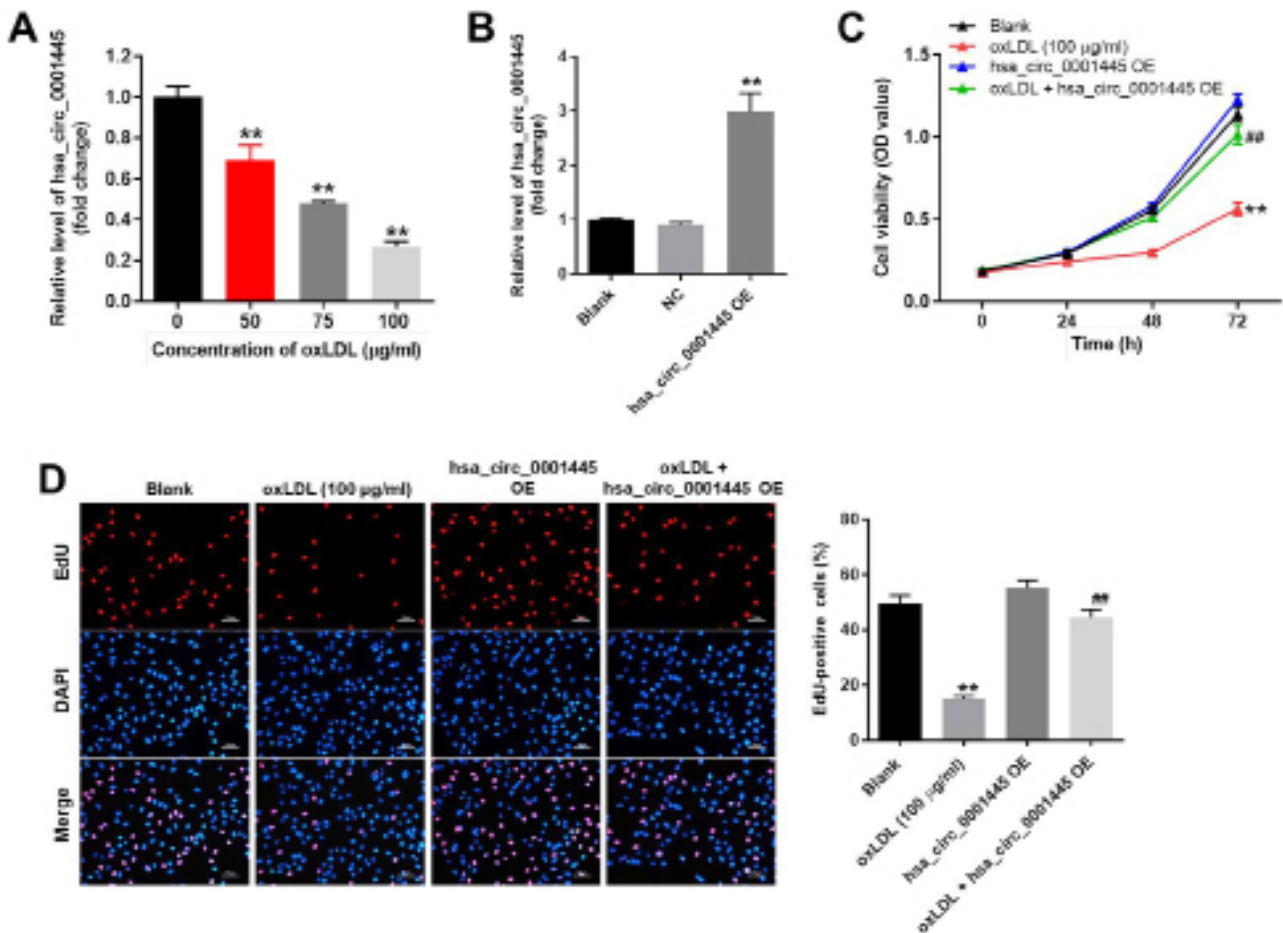 A
Relative level of hsa_circ_0001445
(fold change)
1.2
1.0
0.8
0.6
0.4
0.2
0.0
**
**
**
0
50
75
100
Concentration of oxLDL (μg/ml)
B
Relative level of hsa_circ_0001445
(fold change)
4
3
2
1
0
**
Blank
NC
hsa_circ_0001445 OE
C
Blank
oxLDL (100 μg/ml)
hsa_circ_0001445 OE
oxLDL + hsa_circ_0001445 OE
Cell viability (OD value)
1.5
1.0
0.5
0.0
##
**
0
24
48
72
Time (h)
D
Blank
oxLDL (100 μg/ml)
hsa_circ_0001445
OE
oxLDL +
hsa_circ_0001445 OE
EdU
DAPI
Merge
EdU-positive cells (%)
80
60
40
20
0
**
##
Blank
oxLDL (100 μg/ml)
hsa_circ_0001445 OE
oxLDL + hsa_circ_0001445 OE